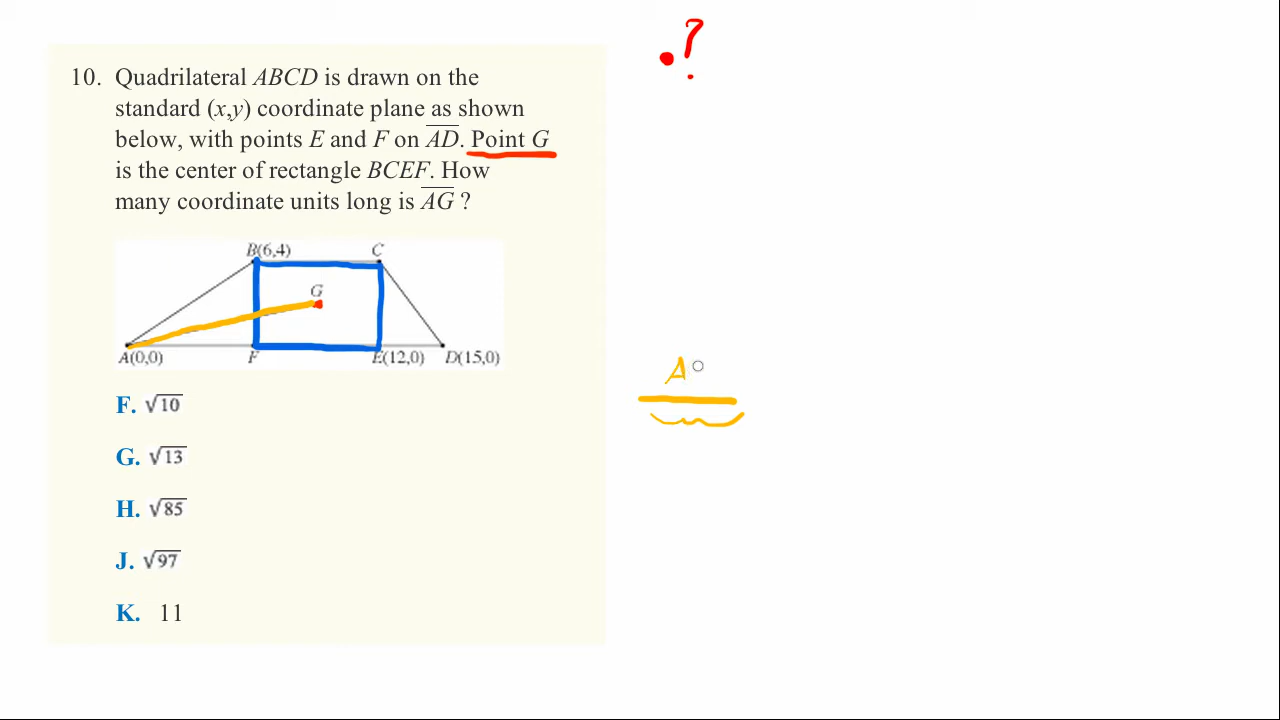 .?
10. Quadrilateral ABCD is drawn on the
standard (x,y) coordinate plane as shown
below, with points E and F on AD. Point G
is the center of rectangle BCEF. How
many coordinate units long is AG ?
B(6,4) C
G
A(0,0) F E(12,0) D(15,0)
A
F. √10
G. √13
H. √85
J. √97
K. 11